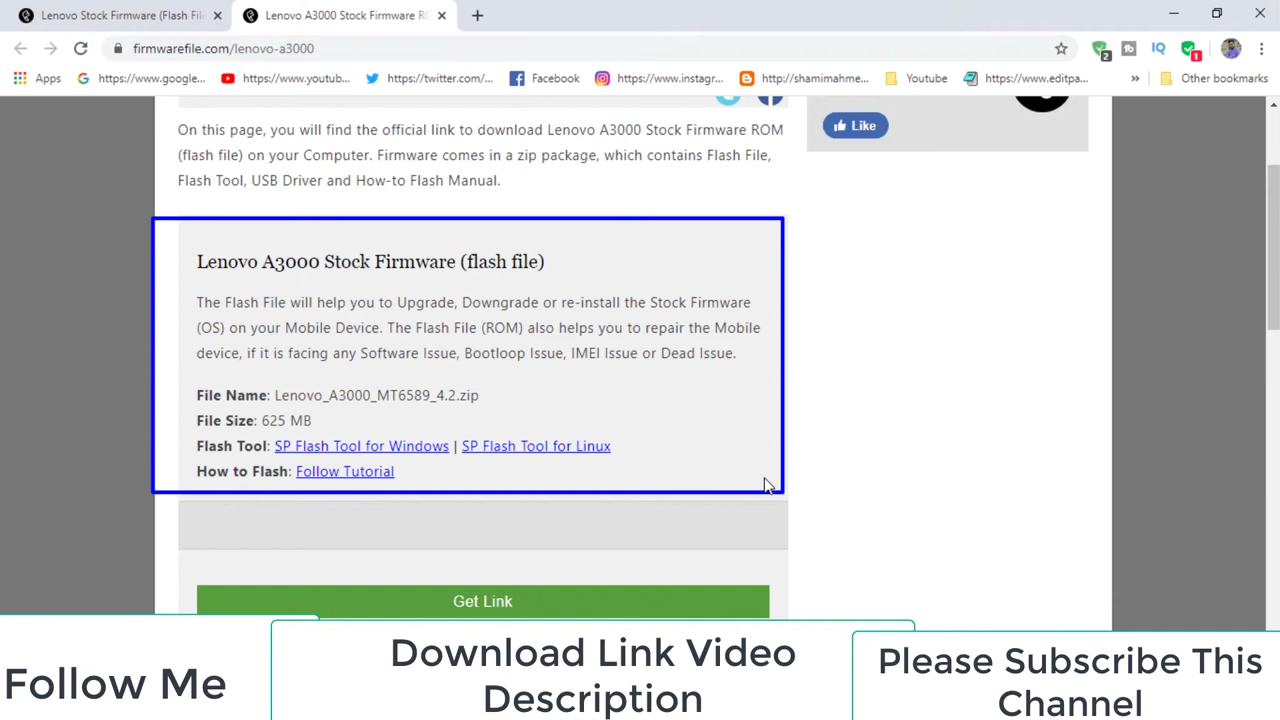 Lenovo Stock Firmware (Flash Fil
Lenovo A3000 Stock Firmware RO
firmwarefile.com/lenovo-a3000
2
IQ
1
Apps
https://www.google...
https://www.youtub...
https://twitter.com/...
Facebook
https://www.instagr...
http://shamimahme...
Youtube
https://www.editpa...
»
Other bookmarks
On this page, you will find the official link to download Lenovo A3000 Stock Firmware ROM
(flash file) on your Computer. Firmware comes in a zip package, which contains Flash File,
Flash Tool, USB Driver and How-to Flash Manual.
Like
Lenovo A3000 Stock Firmware (flash file)
The Flash File will help you to Upgrade, Downgrade or re-install the Stock Firmware
(OS) on your Mobile Device. The Flash File (ROM) also helps you to repair the Mobile
device, if it is facing any Software Issue, Bootloop Issue, IMEI Issue or Dead Issue.
File Name: Lenovo_A3000_MT6589_4.2.zip
File Size: 625 MB
Flash Tool: SP Flash Tool for Windows | SP Flash Tool for Linux
How to Flash: Follow Tutorial
Get Link
Follow Me
Download Link Video
Description
Please Subscribe This
Channel